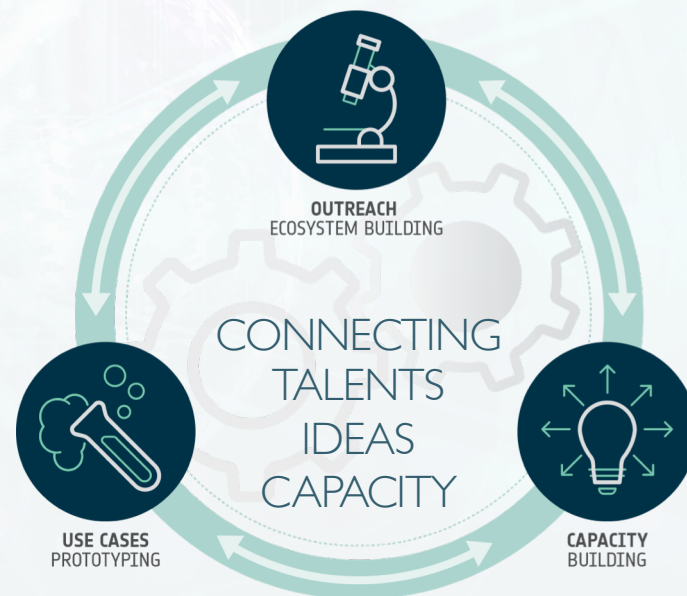 OUTREACH
ECOSYSTEM BUILDING
CONNECTING
TALENTS
IDEAS
CAPACITY
USE CASES
PROTOTYPING
CAPACITY
BUILDING